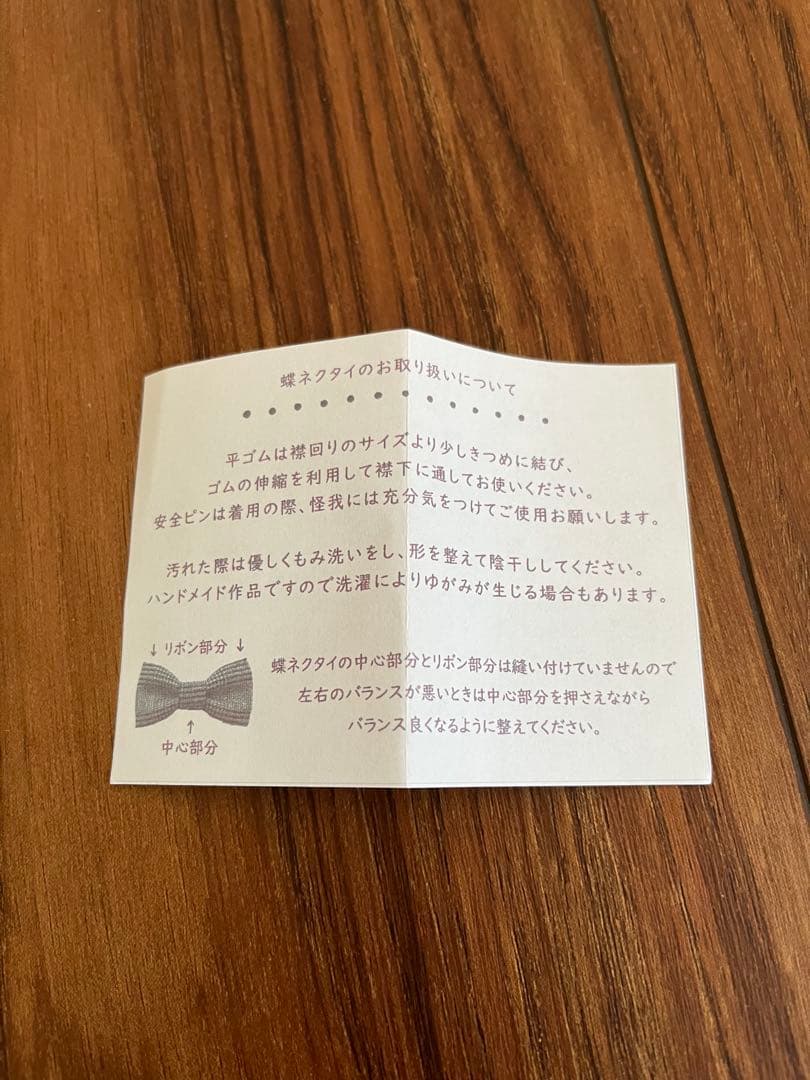 蝶ネクタイのお取り扱いについて
平ゴムは襟回りのサイズより少しきつめに結び、
ゴムの伸縮を利用して襟下に通してお使いください。
安全ピンは着用の際、怪我には充分気をつけてご使用お願いします。
汚れた際は優しくもみ洗いをし、形を整えて陰干ししてください。
ハンドメイド作品ですので洗濯によりゆがみが生じる場合もあります。
↓ リボン部分 ↓
↑
中心部分
蝶ネクタイの中心部分とリボン部分は縫い付けていませんので
左右のバランスが悪いときは中心部分を押さえながら
バランス良くなるように整えてください。